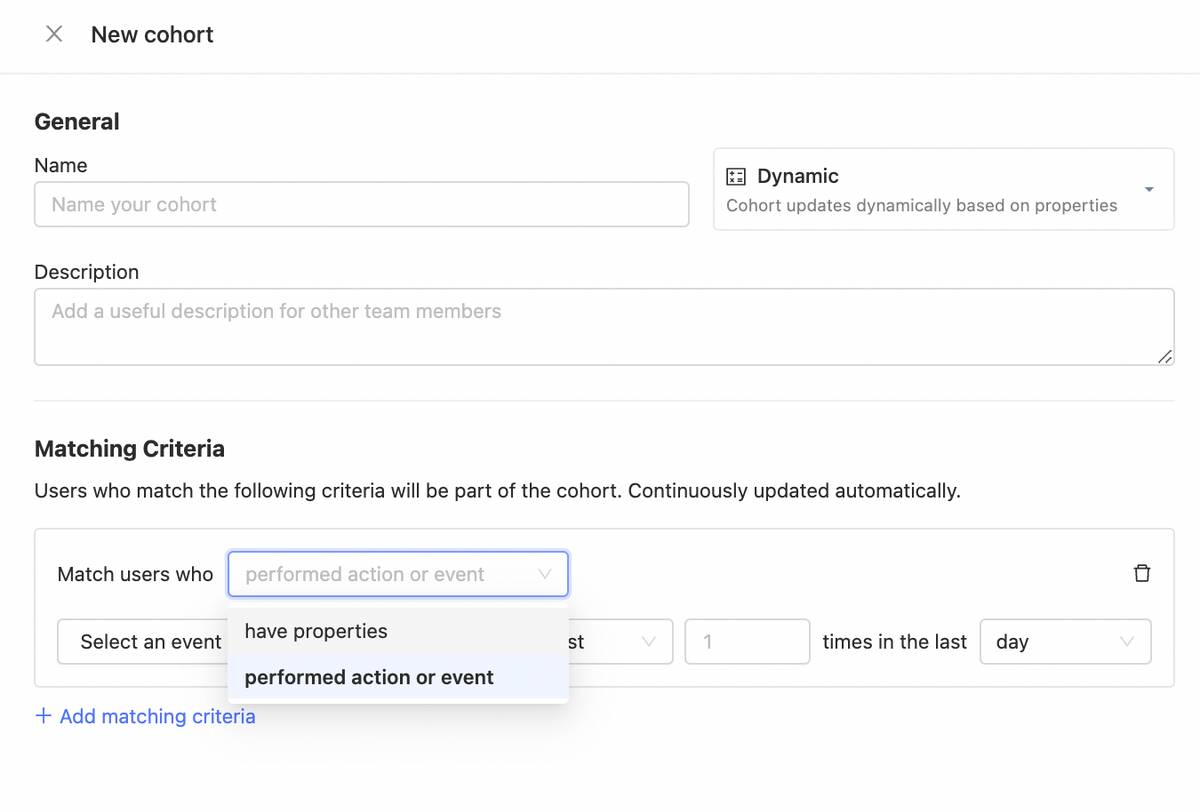 New cohort
General
Name
Name your cohort
Dynamic
Cohort updates dynamically based on properties
Description
Add a useful description for other team members
Matching Criteria
Users who match the following criteria will be part of the cohort. Continuously updated automatically.
Match users who performed action or event
have properties
performed action or event
Select an event st 1 times in the last day
+ Add matching criteria